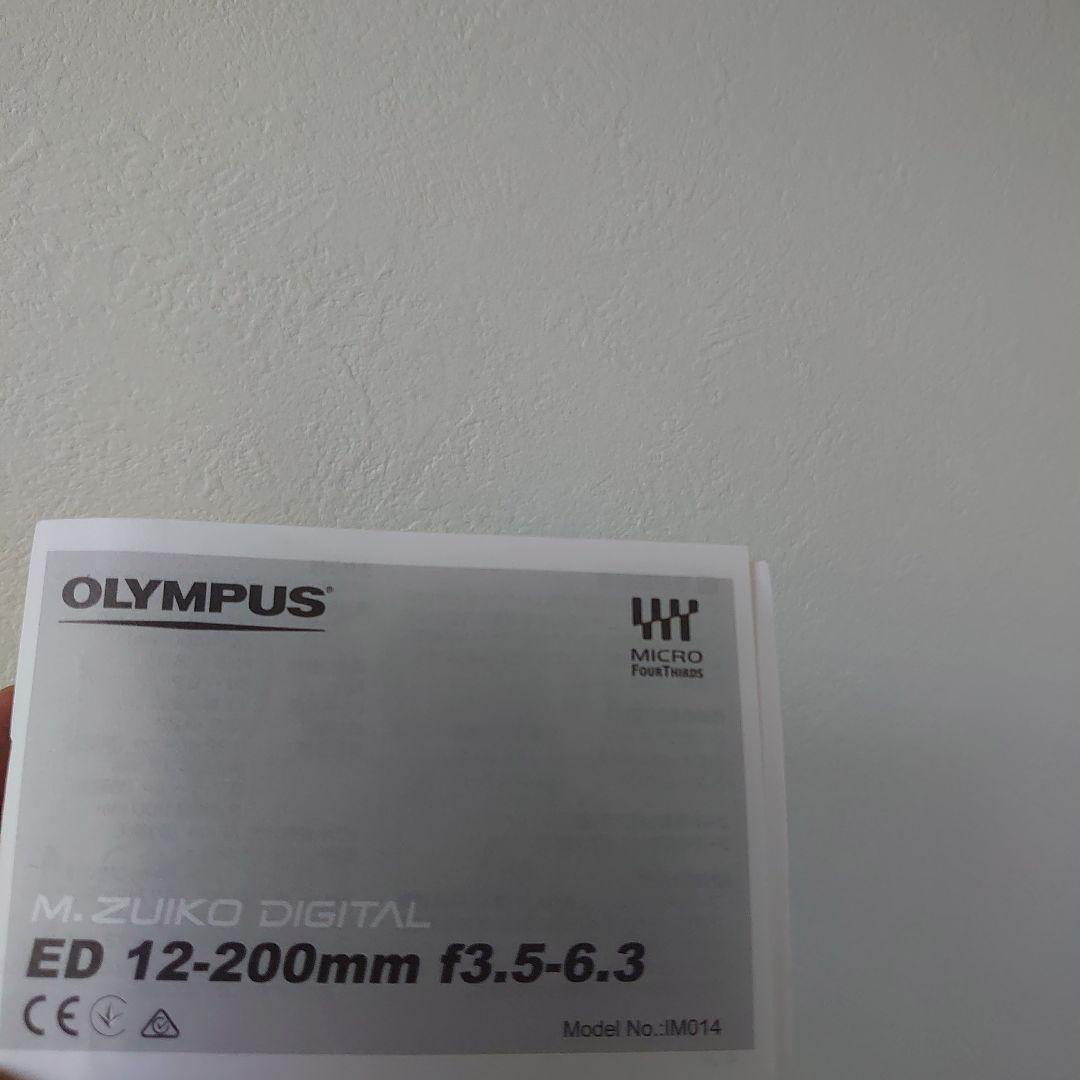 OLYMPUS®
MICRO
FOURTHIRDS
M.ZUIKO DIGITAL
ED 12-200mm f3.5-6.3
CE
Model No.:IM014